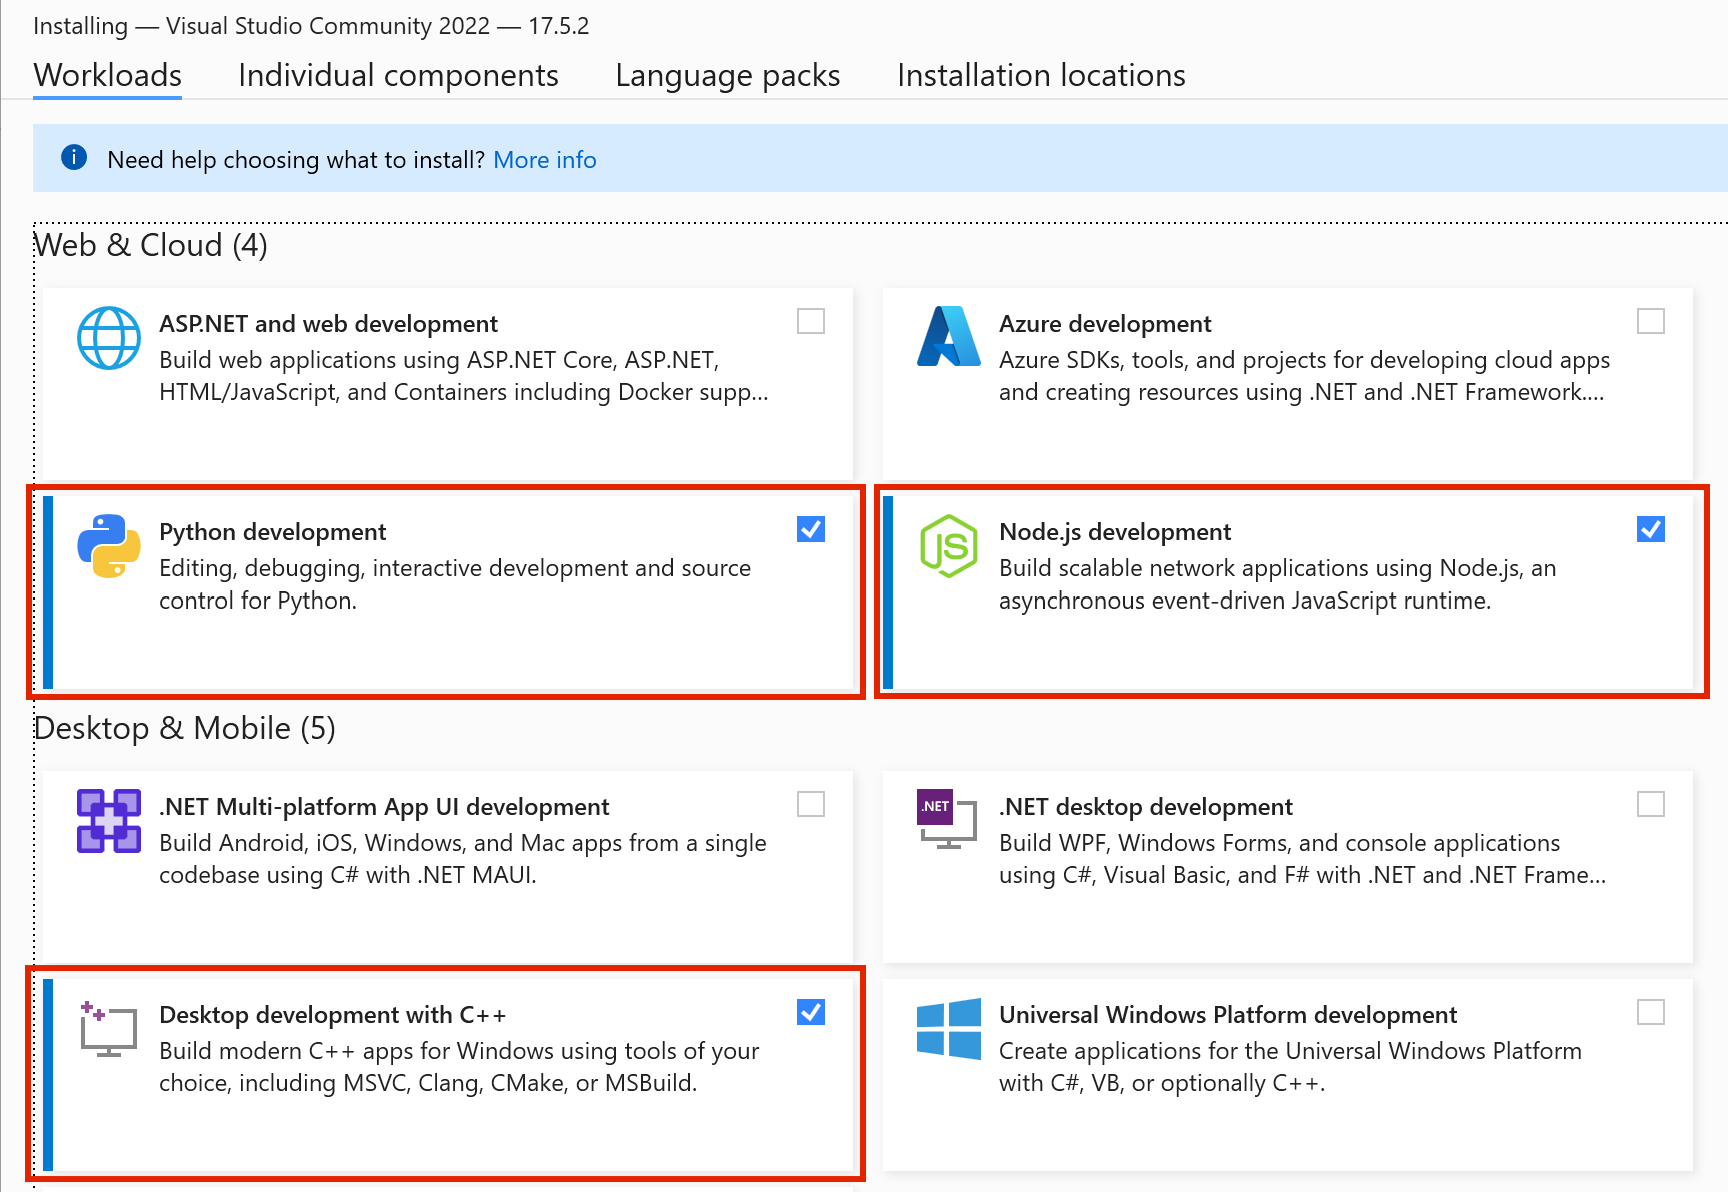 Installing — Visual Studio Community 2022 — 17.5.2
Workloads Individual components Language packs Installation locations
Need help choosing what to install? More info
Web & Cloud (4)
ASP.NET and web development
Build web applications using ASP.NET Core, ASP.NET,
HTML/JavaScript, and Containers including Docker supp...
Azure development
Azure SDKs, tools, and projects for developing cloud apps
and creating resources using .NET and .NET Framework....
Python development
Editing, debugging, interactive development and source
control for Python.
JS
Node.js development
Build scalable network applications using Node.js, an
asynchronous event-driven JavaScript runtime.
Desktop & Mobile (5)
.NET Multi-platform App UI development
Build Android, iOS, Windows, and Mac apps from a single
codebase using C# with .NET MAUI.
.NET
.NET desktop development
Build WPF, Windows Forms, and console applications
using C#, Visual Basic, and F# with .NET and .NET Frame...
Desktop development with C++
Build modern C++ apps for Windows using tools of your
choice, including MSVC, Clang, CMake, or MSBuild.
Universal Windows Platform development
Create applications for the Universal Windows Platform
with C#, VB, or optionally C++.